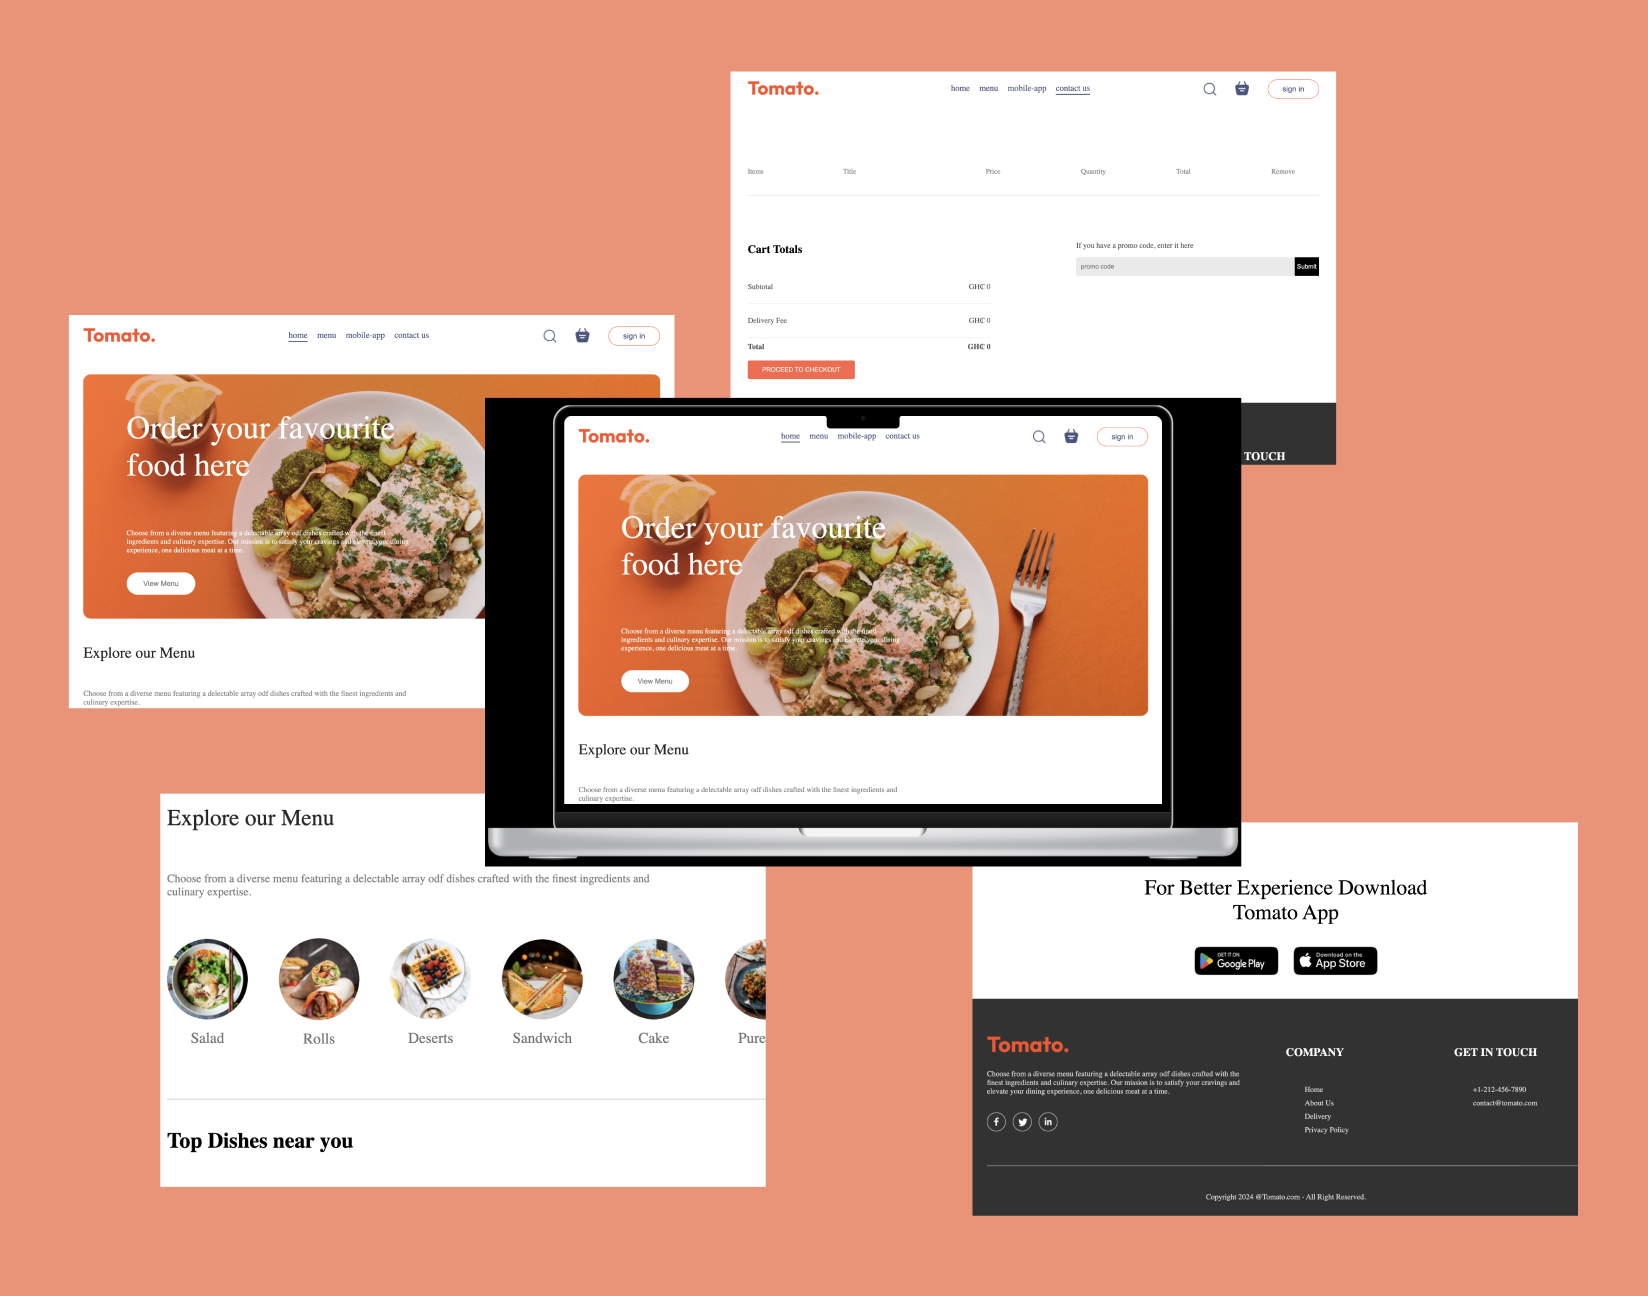 Tomato.
home menu mobile-app contact us
sign in
Items Title Price Quantity Total Remove
Cart Totals
Subtotal GH₵ 0
Delivery Fee GH₵ 0
Total GH₵ 0
PROCEED TO CHECKOUT
If you have a promo code, enter it here
promo code Submit
TOUCH
Tomato.
home menu mobile-app contact us
sign in
Order your favourite
food here
Choose from a diverse menu featuring a delectable array odf dishes crafted with the finest
ingredients and culinary expertise. Our mission is to satisfy your cravings and elevate your dining
experience, one delicious meat at a time.
View Menu
Explore our Menu
Choose from a diverse menu featuring a delectable array odf dishes crafted with the finest ingredients and
culinary expertise.
Tomato.
home menu mobile-app contact us
sign in
Order your favourite
food here
Choose from a diverse menu featuring a delectable array odf dishes crafted with the finest
ingredients and culinary expertise. Our mission is to satisfy your cravings and elevate your dining
experience, one delicious meat at a time.
View Menu
Explore our Menu
Choose from a diverse menu featuring a delectable array odf dishes crafted with the finest ingredients and
culinary expertise.
Explore our Menu
Choose from a diverse menu featuring a delectable array odf dishes crafted with the finest ingredients and
culinary expertise.
Salad Rolls Deserts Sandwich Cake Pure
Top Dishes near you
For Better Experience Download
Tomato App
GET IT ON
Google Play
Download on the
App Store
Tomato.
Choose from a diverse menu featuring a delectable array odf dishes crafted with the
finest ingredients and culinary expertise. Our mission is to satisfy your cravings and
elevate your dining experience, one delicious meat at a time.
COMPANY
Home
About Us
Delivery
Privacy Policy
GET IN TOUCH
+1-212-456-7890
contact@tomato.com
Copyright 2024 @Tomato.com - All Right Reserved.